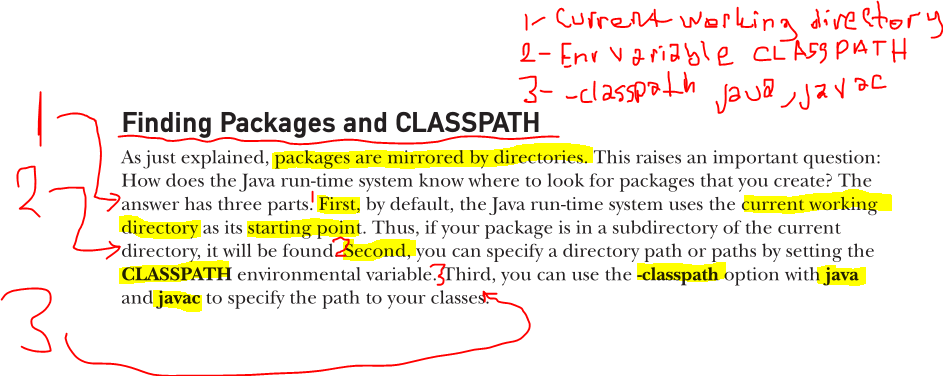 1- Current working directory
2- Env variable CLASSPATH
3- -classpath java, javac
1
Finding Packages and CLASSPATH
As just explained, packages are mirrored by directories. This raises an important question:
2
How does the Java run-time system know where to look for packages that you create? The
answer has three parts. 1 First, by default, the Java run-time system uses the current working
directory as its starting point. Thus, if your package is in a subdirectory of the current
directory, it will be found. 2 Second, you can specify a directory path or paths by setting the
CLASSPATH environmental variable. 3 Third, you can use the -classpath option with java
3
and javac to specify the path to your classes.